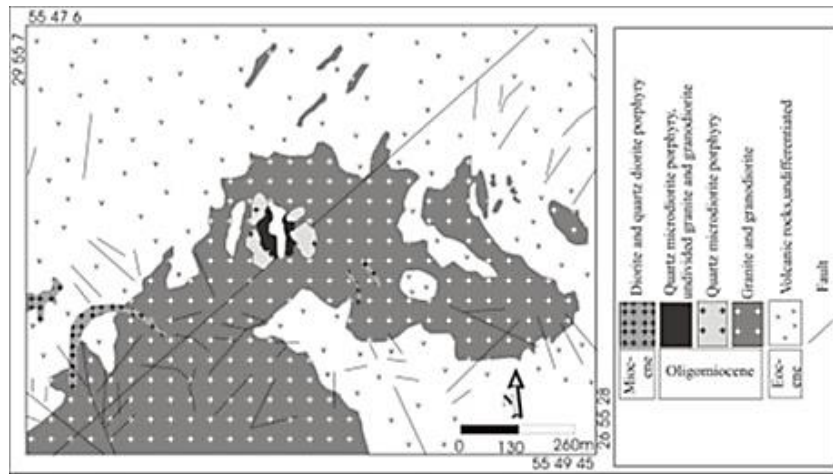 55 47.6
29 55 7
N
0 130 260m
26 55 28
55 49 45
Diorite and quartz diorite porphyry
Quartz microdiorite porphyry,
undivided granite and granodiorite
Quartz microdiorite porphyry
Granite and granodiorite
Volcanic rocks,undifferentiated
Fault
Mioc-
ene
Oligomiocene
Eoc-
ene